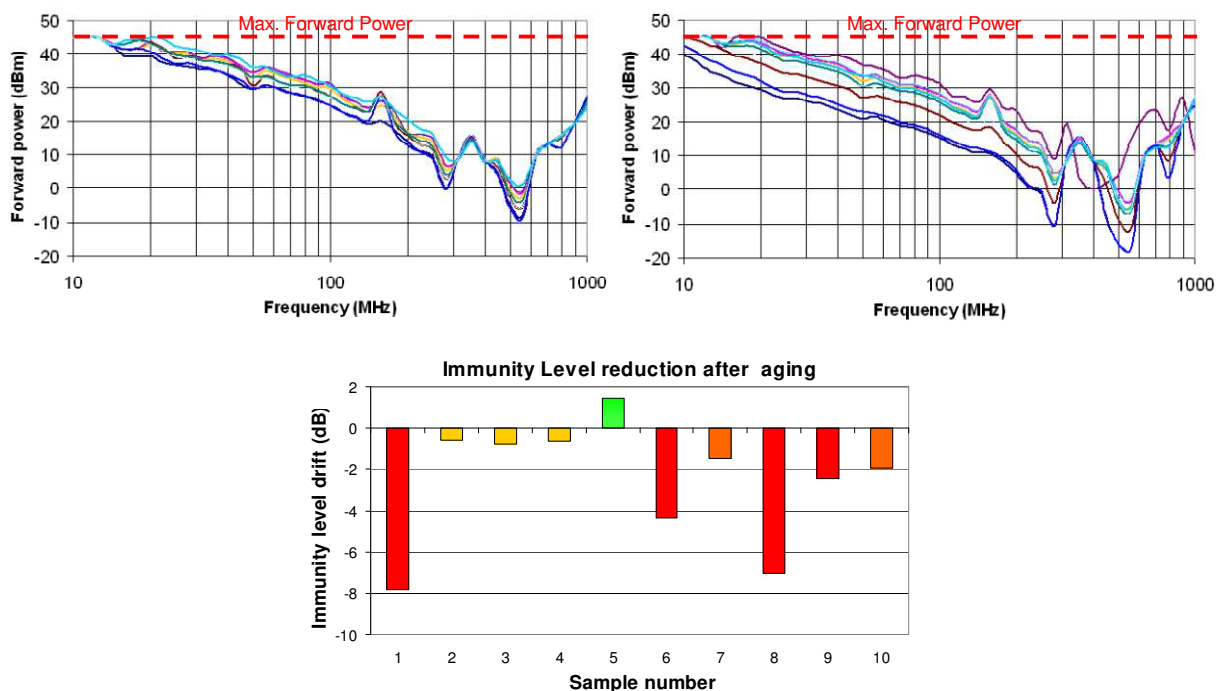 Max. Forward Power
50
40
30
20
10
0
-10
-20
10
100
1000
Forward power (dBm)
Frequency (MHz)
Max. Forward Power
50
40
30
20
10
0
-10
-20
10
100
1000
Forward power (dBm)
Frequency (MHz)
Immunity Level reduction after aging
2
0
-2
-4
-6
-8
-10
Immunity level drift (dB)
1 2 3 4 5 6 7 8 9 10
Sample number